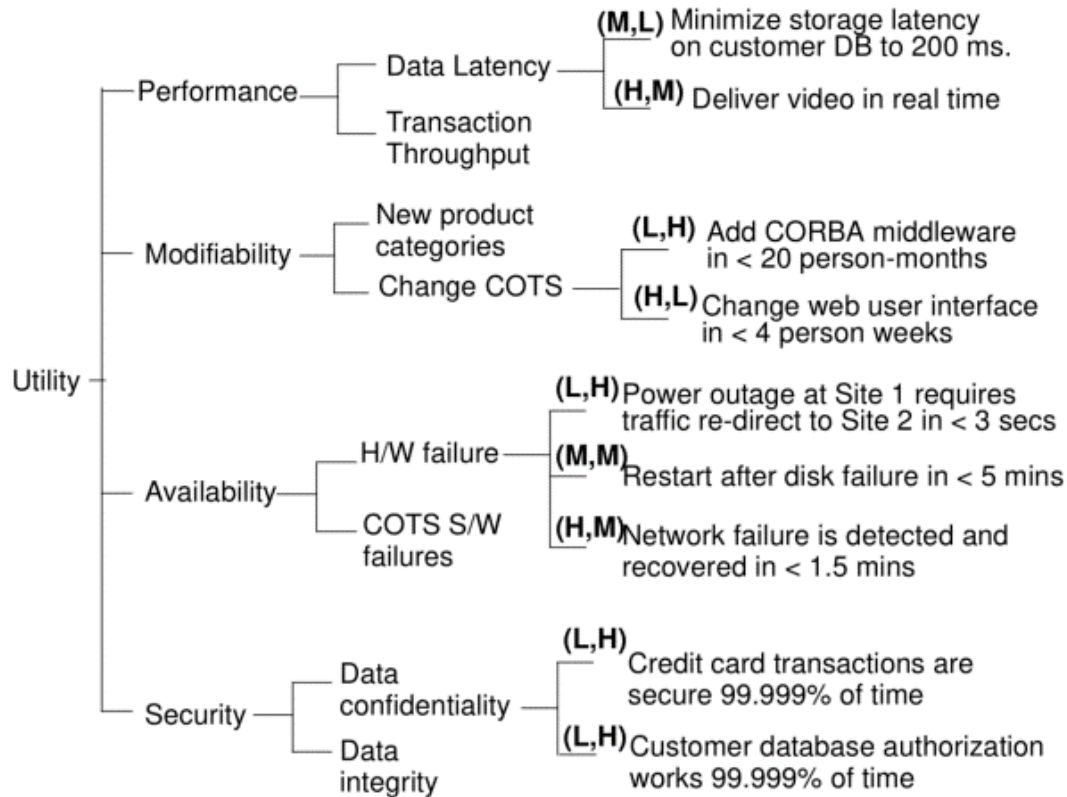 (M,L) Minimize storage latency
on customer DB to 200 ms.
Data Latency
Performance
(H,M) Deliver video in real time
Transaction
Throughput
New product
categories
(L,H) Add CORBA middleware
in < 20 person-months
Modifiability
Change COTS
(H,L) Change web user interface
in < 4 person weeks
Utility
(L,H) Power outage at Site 1 requires
traffic re-direct to Site 2 in < 3 secs
H/W failure
(M,M) Restart after disk failure in < 5 mins
Availability
COTS S/W
failures
(H,M) Network failure is detected and
recovered in < 1.5 mins
(L,H)
Credit card transactions are
secure 99.999% of time
Data
confidentiality
Security
(L,H) Customer database authorization
works 99.999% of time
Data
integrity